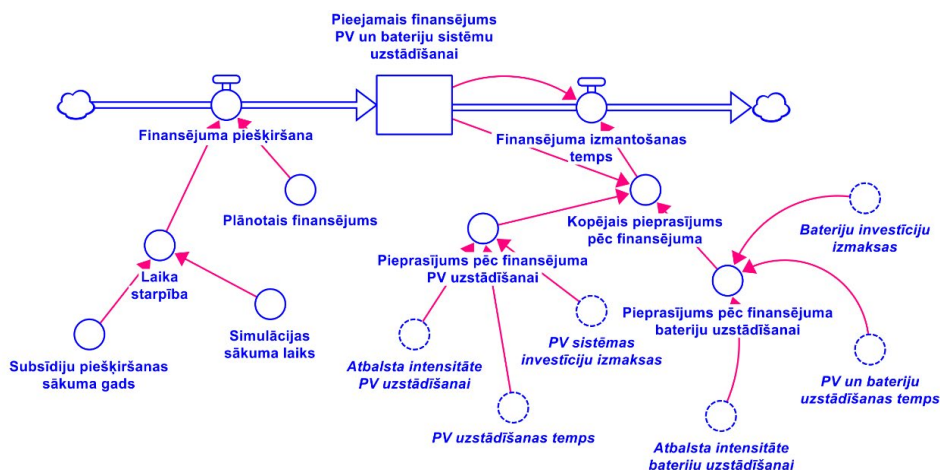 Pieejamais finansējums
PV un bateriju sistēmu
uzstādīšanai
Finansējuma piešķiršana
Finansējuma izmantošanas
temps
Plānotais finansējums
Kopējais pieprasījums
pēc finansējuma
Bateriju investīciju
izmaksas
Laika
starpība
Pieprasījums pēc finansējuma
PV uzstādīšanai
Pieprasījums pēc finansējuma
bateriju uzstādīšanai
Subsīdiju piešķiršanas
sākuma gads
Simulācijas
sākuma laiks
Atbalsta intensitāte
PV uzstādīšanai
PV sistēmas
investīciju izmaksas
PV un bateriju
uzstādīšanas temps
PV uzstādīšanas temps
Atbalsta intensitāte
bateriju uzstādīšanai